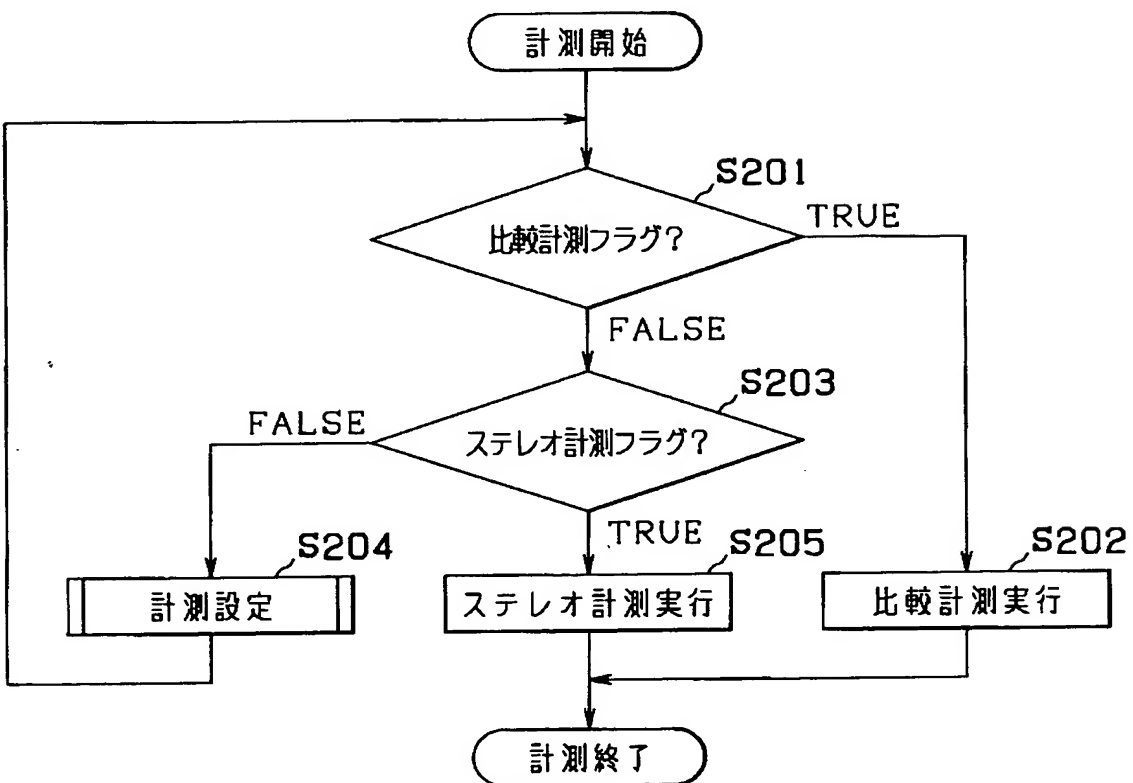 計測開始
S201
比較計測フラグ?
TRUE
FALSE
S203
ステレオ計測フラグ?
FALSE
TRUE
S204
計測設定
S205
ステレオ計測実行
S202
比較計測実行
計測終了